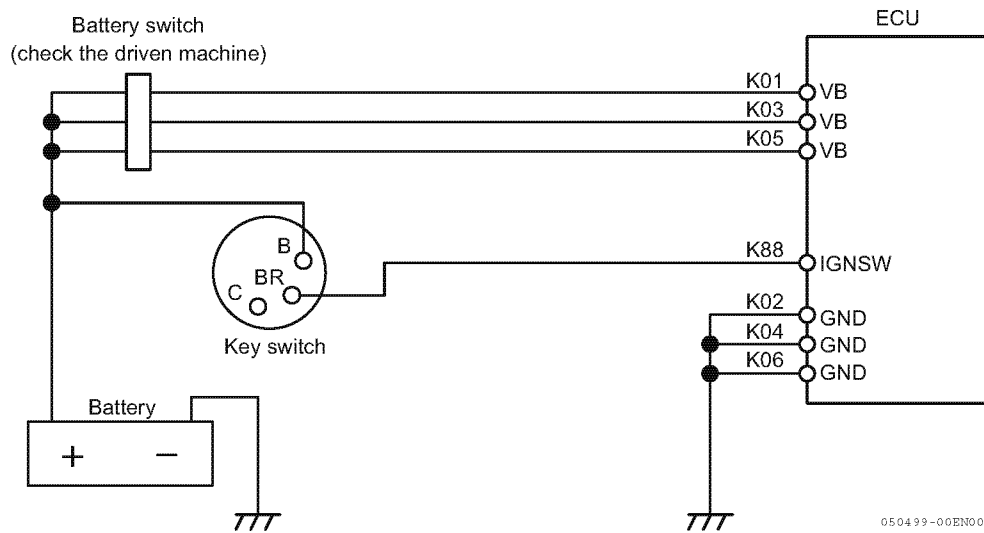 Battery switch
(check the driven machine)
ECU
K01
VB
K03
VB
K05
VB
B
BR
C
Key switch
K88
IGNSW
K02
GND
K04
GND
K06
GND
Battery
+
−
050499-00EN00